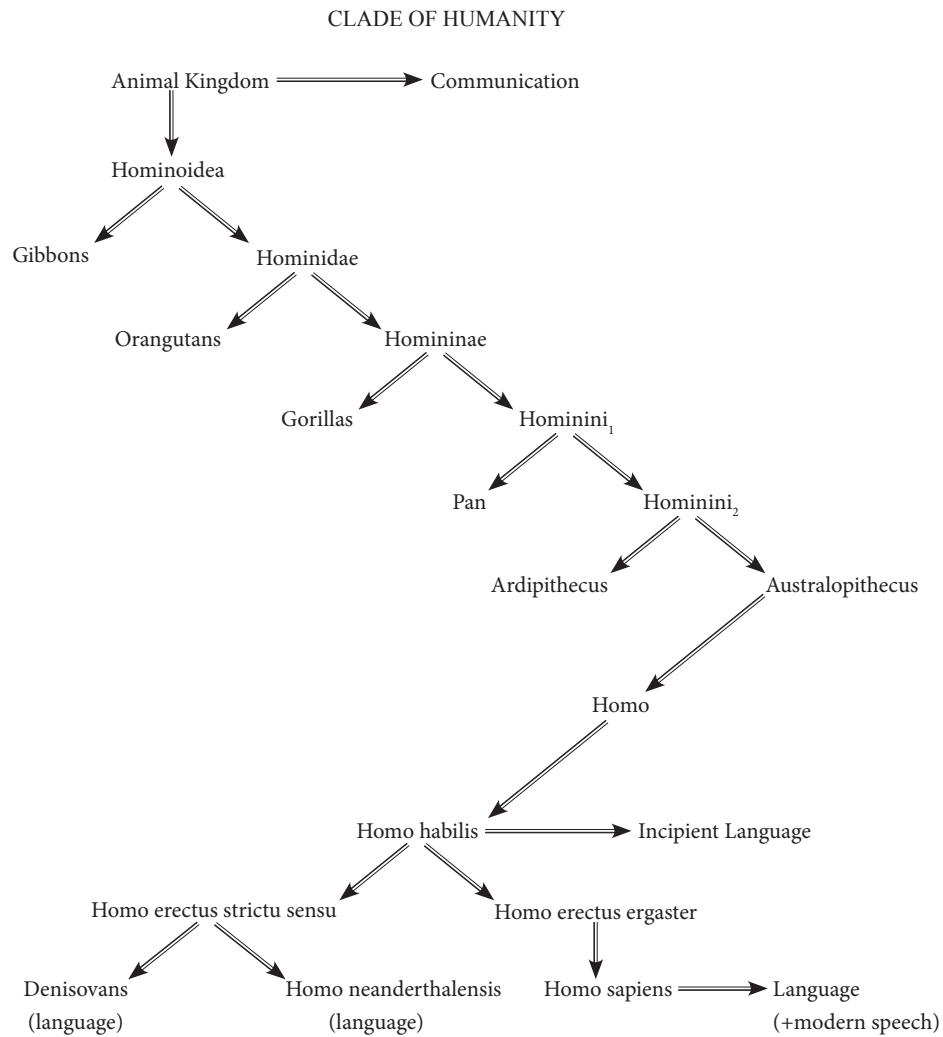 CLADE OF HUMANITY
Animal Kingdom
Communication
Hominoidea
Gibbons
Hominidae
Orangutans
Homininae
Gorillas
Hominini₁
Pan
Hominini₂
Ardipithecus
Australopithecus
Homo
Homo habilis
Incipient Language
Homo erectus strictu sensu
Homo erectus ergaster
Denisovans
(language)
Homo neanderthalensis
(language)
Homo sapiens
Language
(+modern speech)